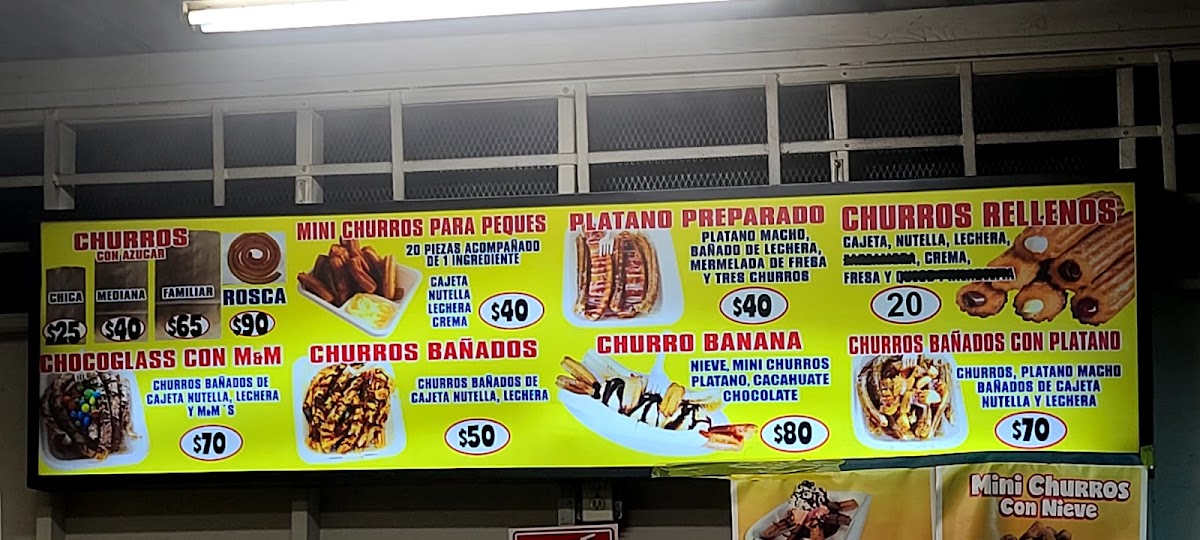 CHURROS
CON AZUCAR
CHICA
$25
MEDIANA
$40
FAMILIAR
$65
ROSCA
$90
MINI CHURROS PARA PEQUES
20 PIEZAS ACOMPAÑADO
DE 1 INGREDIENTE
CAJETA
NUTELLA
LECHERA
CREMA
$40
PLATANO PREPARADO
PLATANO MACHO,
BAÑADO DE LECHERA,
MERMELADA DE FRESA
Y TRES CHURROS
$40
CHURROS RELLENOS
CAJETA, NUTELLA, LECHERA,
CREMA,
FRESA Y
20
CHOCOGLASS CON M&M
CHURROS BAÑADOS DE
CAJETA NUTELLA, LECHERA
Y M&M´S
$70
CHURROS BAÑADOS
CHURROS BAÑADOS DE
CAJETA NUTELLA, LECHERA
$50
CHURRO BANANA
NIEVE, MINI CHURROS
PLATANO, CACAHUATE
CHOCOLATE
$80
CHURROS BAÑADOS CON PLATANO
CHURROS, PLATANO MACHO
BAÑADOS DE CAJETA
NUTELLA Y LECHERA
$70
Mini Churros
Con Nieve